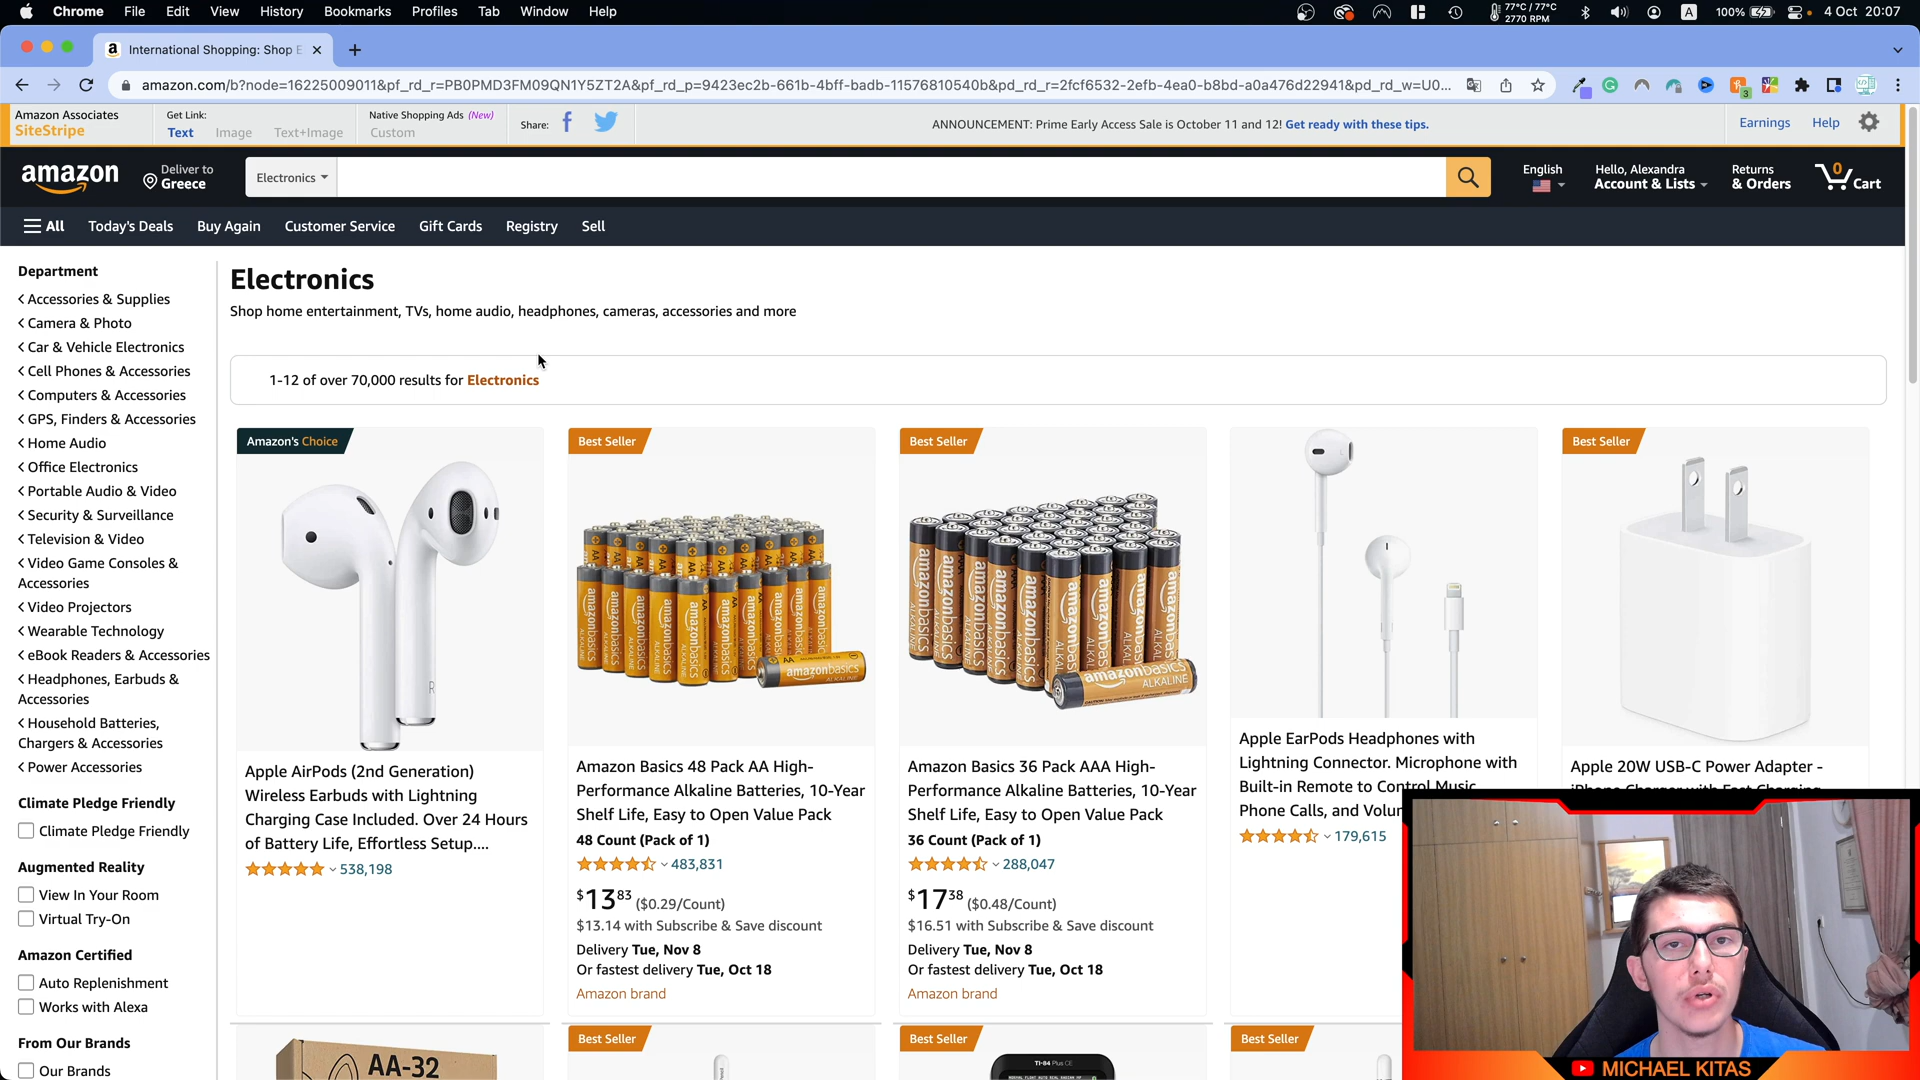 Chrome File Edit View History Bookmarks Profiles Tab Window Help
77°C / 77°C
2770 RPM
A 100% 4 Oct 20:07
a International Shopping: Shop E
amazon.com/b?node=16225009011&pf_rd_r=PB0PMD3FM09QN1Y5ZT2A&pf_rd_p=9423ec2b-661b-4bff-badb-11576810540b&pd_rd_r=2fcf6532-2efb-4ea0-b8bd-a0a476d22941&pd_rd_w=U0...
3
Amazon Associates
SiteStripe
Get Link:
Text Image Text+Image
Native Shopping Ads (New)
Custom
Share:
ANNOUNCEMENT: Prime Early Access Sale is October 11 and 12! Get ready with these tips.
Earnings Help
amazon
Deliver to
Greece
Electronics
English
Hello, Alexandra
Account & Lists
Returns
& Orders
0
Cart
All Today's Deals Buy Again Customer Service Gift Cards Registry Sell
Department
Accessories & Supplies
Camera & Photo
Car & Vehicle Electronics
Cell Phones & Accessories
Computers & Accessories
GPS, Finders & Accessories
Home Audio
Office Electronics
Portable Audio & Video
Security & Surveillance
Television & Video
Video Game Consoles &
Accessories
Video Projectors
Wearable Technology
eBook Readers & Accessories
Headphones, Earbuds &
Accessories
Household Batteries,
Chargers & Accessories
Power Accessories
Climate Pledge Friendly
Climate Pledge Friendly
Augmented Reality
View In Your Room
Virtual Try-On
Amazon Certified
Auto Replenishment
Works with Alexa
From Our Brands
Our Brands
Electronics
Shop home entertainment, TVs, home audio, headphones, cameras, accessories and more
1-12 of over 70,000 results for Electronics
Amazon's Choice
R
Apple AirPods (2nd Generation)
Wireless Earbuds with Lightning
Charging Case Included. Over 24 Hours
of Battery Life, Effortless Setup....
538,198
Best Seller
amazonbasics
Amazon Basics 48 Pack AA High-
Performance Alkaline Batteries, 10-Year
Shelf Life, Easy to Open Value Pack
48 Count (Pack of 1)
483,831
$13 83 ($0.29/Count)
$13.14 with Subscribe & Save discount
Delivery Tue, Nov 8
Or fastest delivery Tue, Oct 18
Amazon brand
Best Seller
amazonbasics
ALKALINE
Amazon Basics 36 Pack AAA High-
Performance Alkaline Batteries, 10-Year
Shelf Life, Easy to Open Value Pack
36 Count (Pack of 1)
288,047
$17 38 ($0.48/Count)
$16.51 with Subscribe & Save discount
Delivery Tue, Nov 8
Or fastest delivery Tue, Oct 18
Amazon brand
Apple EarPods Headphones with
Lightning Connector. Microphone with
Built-in Remote to Control Music,
Phone Calls, and
179,615
Best Seller
Apple 20W USB-C Power Adapter -
iPhone Charger with Fast Charging
AA-32
Best Seller
Best Seller
TI-84 Plus CE
Best Seller
MICHAEL KITAS